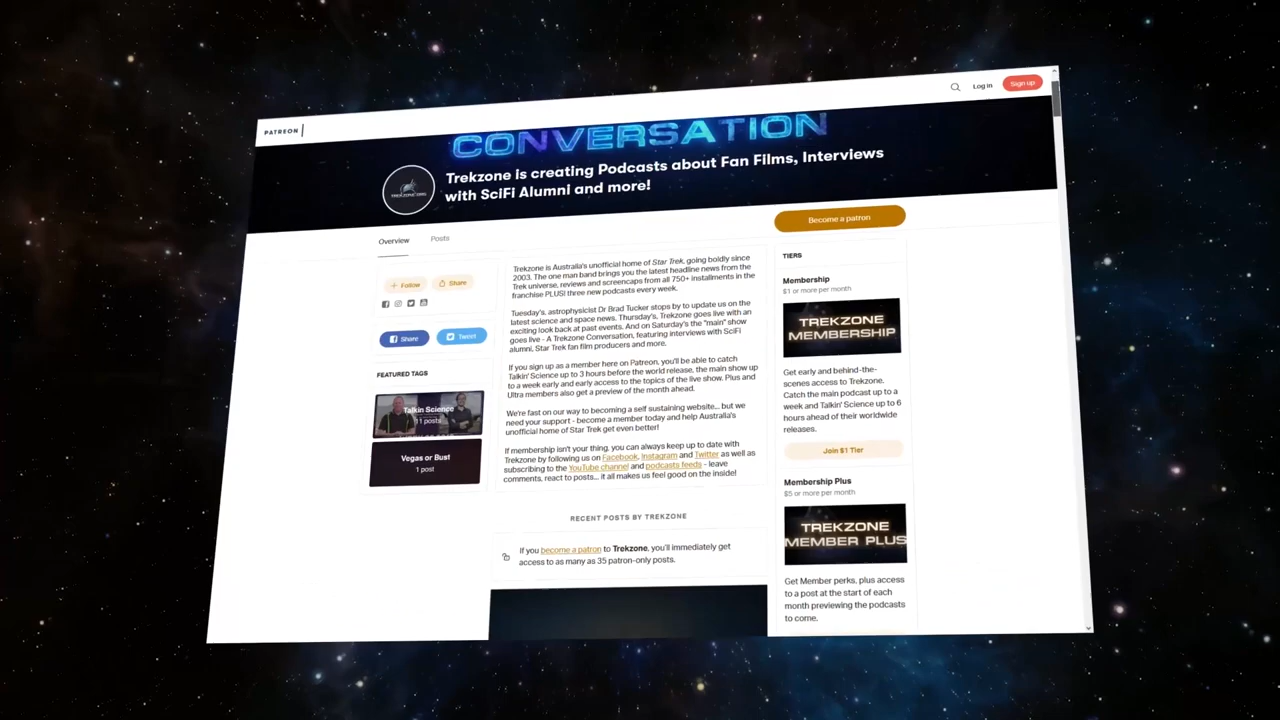 PATREON
Log in
Sign up
CONVERSATION
Trekzone is creating Podcasts about Fan Films, Interviews
with SciFi Alumni and more!
Become a patron
Overview
Posts
Follow
Share
Share
Tweet
FEATURED TAGS
Talkin Science
11 posts
Vegas or Bust
1 post
Trekzone is Australia's unofficial home of Star Trek, going boldly since
2003. The one man band brings you the latest headline news from the
Trek universe, reviews and screencaps from all 750+ installments in the
franchise PLUS! three new podcasts every week.
Tuesday's, astrophysicist Dr Brad Tucker stops by to update us on the
latest science and space news. Thursday's, Trekzone goes live with an
exciting look back at past events. And on Saturday's the "main" show
goes live - A Trekzone Conversation, featuring interviews with SciFi
alumni, Star Trek fan film producers and more.
If you sign up as a member here on Patreon, you'll be able to catch
Talkin' Science up to 3 hours before the world release, the main show up
to a week early and early access to the topics of the live show. Plus and
Ultra members also get a preview of the month ahead.
We're fast on our way to becoming a self sustaining website... but we
need your support - become a member today and help Australia's
unofficial home of Star Trek get even better!
If membership isn't your thing, you can always keep up to date with
Trekzone by following us on Facebook, Instagram and Twitter as well as
subscribing to the YouTube channel and podcasts feeds - leave
comments, react to posts... it all makes us feel good on the inside!
RECENT POSTS BY TREKZONE
If you become a patron to Trekzone, you'll immediately get
access to as many as 35 patron-only posts.
TIERS
Membership
$1 or more per month
TREKZONE
MEMBERSHIP
Get early and behind-the-
scenes access to Trekzone.
Catch the main podcast up to a
week and Talkin' Science up to 6
hours ahead of their worldwide
releases.
Join $1 Tier
Membership Plus
$5 or more per month
TREKZONE
MEMBER PLUS
Get Member perks, plus access
to a post at the start of each
month previewing the podcasts
to come.